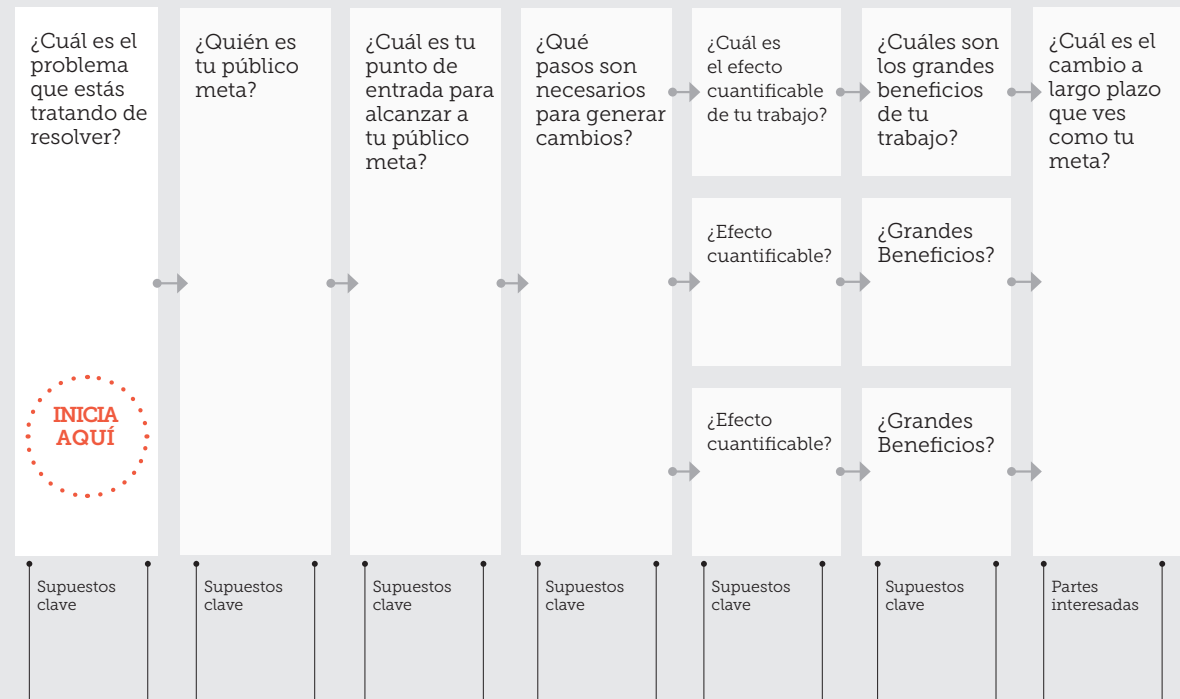 ¿Cuál es el
problema
que estás
tratando de
resolver?
INICIA
AQUÍ
¿Quién es
tu público
meta?
¿Cuál es tu
punto de
entrada para
alcanzar a
tu público
meta?
¿Qué
pasos son
necesarios
para generar
cambios?
¿Cuál es
el efecto
cuantificable
de tu trabajo?
¿Efecto
cuantificable?
¿Efecto
cuantificable?
¿Cuáles son
los grandes
beneficios
de tu
trabajo?
¿Grandes
Beneficios?
¿Grandes
Beneficios?
¿Cuál es el
cambio a
largo plazo
que ves
como tu
meta?
Supuestos
clave
Supuestos
clave
Supuestos
clave
Supuestos
clave
Supuestos
clave
Supuestos
clave
Partes
interesadas